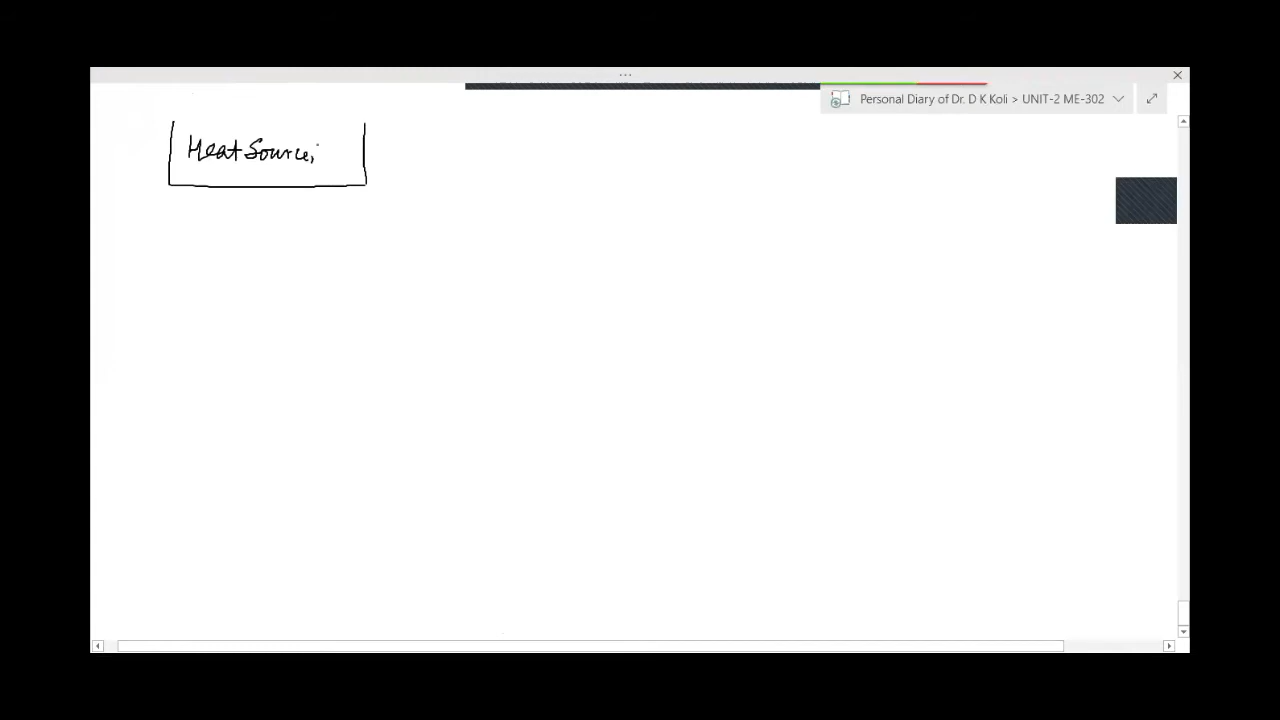 Personal Diary of Dr. D K Koli > UNIT-2 ME-302
Heat Source,